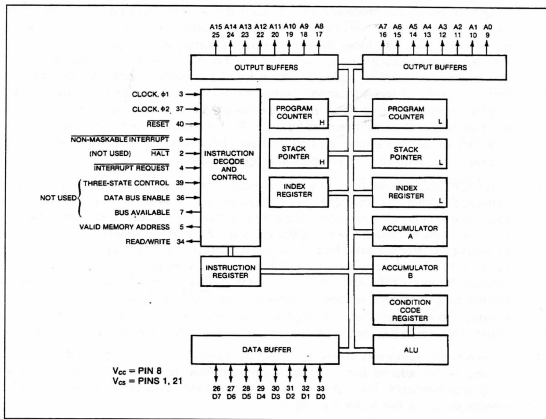 A15 A14 A13 A12 A11 A10 A9 A8
25 24 23 22 20 19 18 17
A7 A6 A5 A4 A3 A2 A1 A0
16 15 14 13 12 11 10 9
OUTPUT BUFFERS
OUTPUT BUFFERS
CLOCK, ɸ1 3
CLOCK, ɸ2 37
RESET 40
NON-MASKABLE INTERRUPT 6
(NOT USED) HALT 2
INTERRUPT REQUEST 4
NOT USED
THREE-STATE CONTROL 39
DATA BUS ENABLE 36
BUS AVAILABLE 7
VALID MEMORY ADDRESS 5
READ/WRITE 34
INSTRUCTION
DECODE
AND
CONTROL
INSTRUCTION
REGISTER
PROGRAM
COUNTER H
PROGRAM
COUNTER L
STACK
POINTER H
STACK
POINTER L
INDEX
REGISTER
INDEX
REGISTER L
ACCUMULATOR
A
ACCUMULATOR
B
CONDITION
CODE
REGISTER
ALU
DATA BUFFER
26 27 28 29 30 31 32 33
D7 D6 D5 D4 D3 D2 D1 D0
VCC = PIN 8
VGS = PINS 1, 21